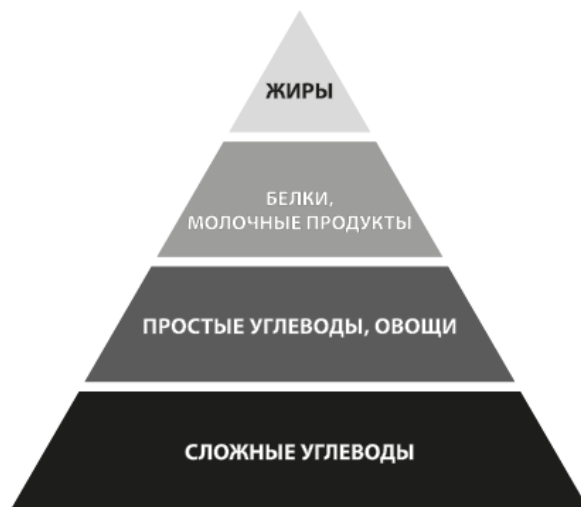 ЖИРЫ
БЕЛКИ,
МОЛОЧНЫЕ ПРОДУКТЫ
ПРОСТЫЕ УГЛЕВОДЫ, ОВОЩИ
СЛОЖНЫЕ УГЛЕВОДЫ